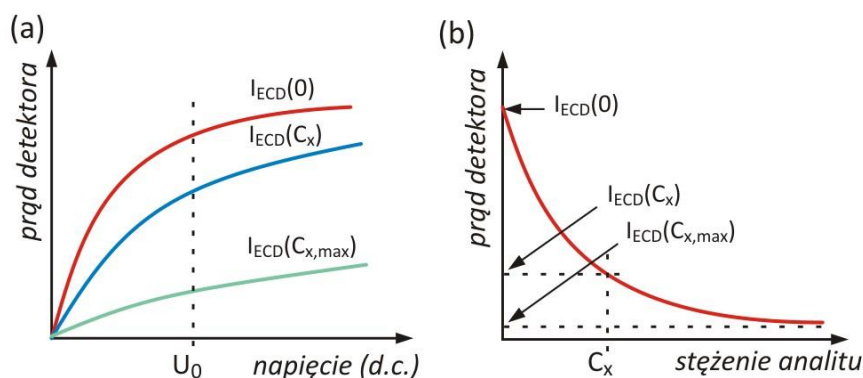 (a)
prąd detektora
I_ECD(0)
I_ECD(C_x)
I_ECD(C_x,max)
U_0
napięcie (d.c.)
(b)
prąd detektora
I_ECD(0)
I_ECD(C_x)
I_ECD(C_x,max)
C_x
stężenie analitu